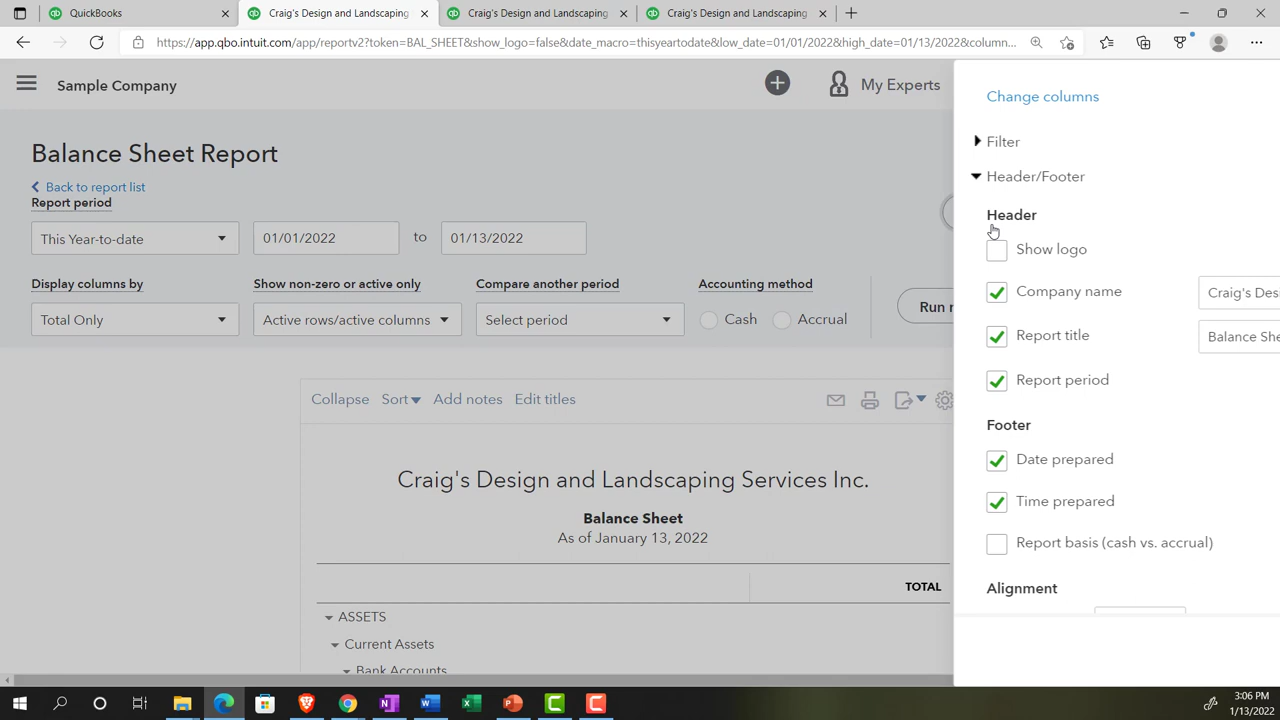 QuickBooks
Craig's Design and Landscaping
Craig's Design and Landscaping
Craig's Design and Landscaping
https://app.qbo.intuit.com/app/reportv2?token=BAL_SHEET&show_logo=false&date_macro=thisyeartodate&low_date=01/01/2022&high_date=01/13/2022&column...
Sample Company
My Experts
Change columns
Balance Sheet Report
Filter
Back to report list
Header/Footer
Report period
Header
This Year-to-date
01/01/2022
to
01/13/2022
Show logo
Display columns by
Show non-zero or active only
Compare another period
Accounting method
Company name
Craig's Desi
Total Only
Active rows/active columns
Select period
Cash
Accrual
Run r
Report title
Balance She
Report period
Collapse
Sort
Add notes
Edit titles
Footer
Date prepared
Craig's Design and Landscaping Services Inc.
Time prepared
Balance Sheet
As of January 13, 2022
Report basis (cash vs. accrual)
TOTAL
Alignment
ASSETS
Current Assets
Bank Accounts
3:06 PM
1/13/2022